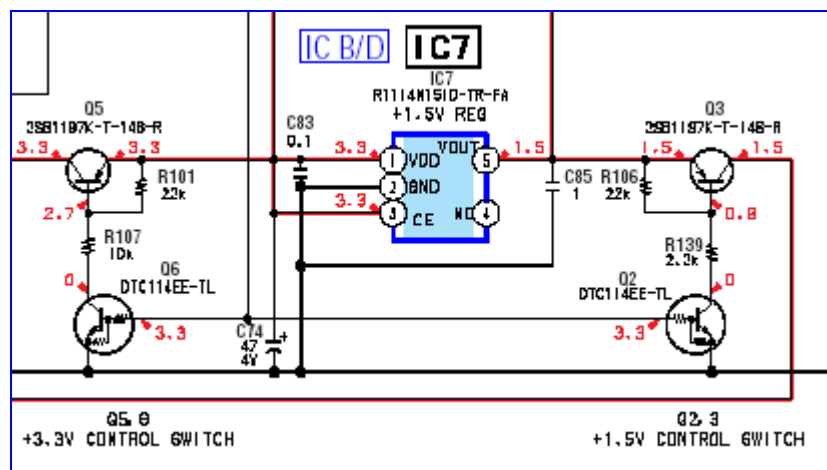 IC B/D IC7
IC7
R1114N151D-TR-FA
+1.5V REG
Q5
2SB1197K-T-146-R
3.3
3.3
C83
0.1
3.3
1
VDD
VOUT
5
1.5
Q3
2SB1197K-T-146-R
1.5
1.5
R101
22k
2
GND
C85
1
R106
22k
2.7
3.3
3
CE
NC
4
0.8
R107
10k
R139
2.2k
0
Q6
DTC114EE-TL
Q2
DTC114EE-TL
0
3.3
C74
47
4V
+
3.3
Q5.6
+3.3V CONTROL SWITCH
Q2.3
+1.5V CONTROL SWITCH